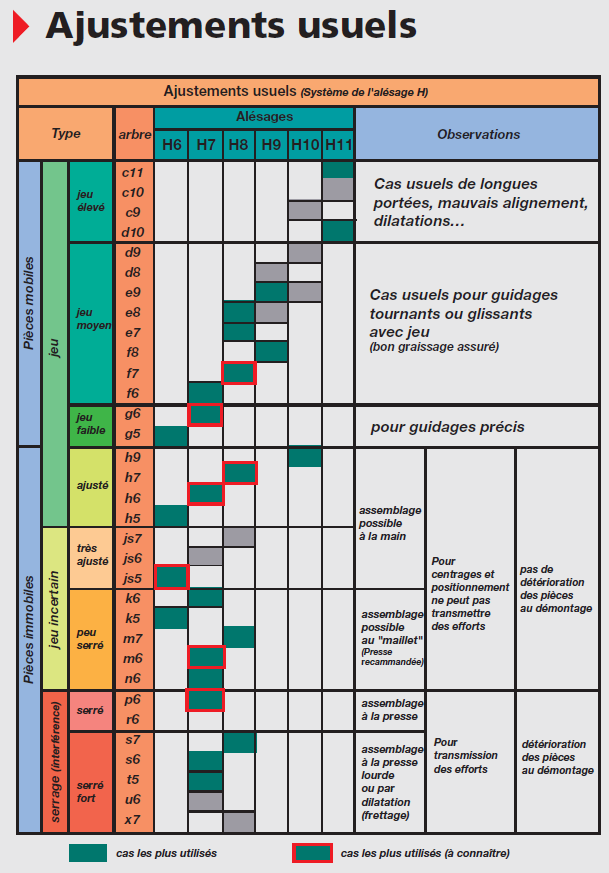 Ajustements usuels
Ajustements usuels (Système de l'alésage H)
Type
arbre
Alésages
H6 H7 H8 H9 H10 H11
Observations
Pièces mobiles
jeu
jeu
élevé
c11
c10
c9
d10
Cas usuels de longues
portées, mauvais alignement,
dilatations…
jeu
moyen
d9
d8
e9
e8
e7
f8
f7
f6
Cas usuels pour guidages
tournants ou glissants
avec jeu
(bon graissage assuré)
jeu
faible
g6
g5
pour guidages précis
Pièces immobiles
ajusté
h9
h7
h6
h5
assemblage
possible
à la main
jeu incertain
très
ajusté
js7
js6
js5
Pour
centrages et
positionnement
ne peut pas
transmettre
des efforts
pas de
détérioration
des pièces
au démontage
peu
serré
k6
k5
m7
m6
n6
assemblage
possible
au "maillet"
(Presse
recammandée)
serrage (interférence)
serré
p6
r6
assemblage
à la presse
serré
fort
s7
s6
t5
u6
x7
assemblage
à la presse
lourde
ou par
dilatation
(frettage)
Pour
transmission
des efforts
détérioration
des pièces
au démontage
cas les plus utilisés
cas les plus utilisés (à connaître)